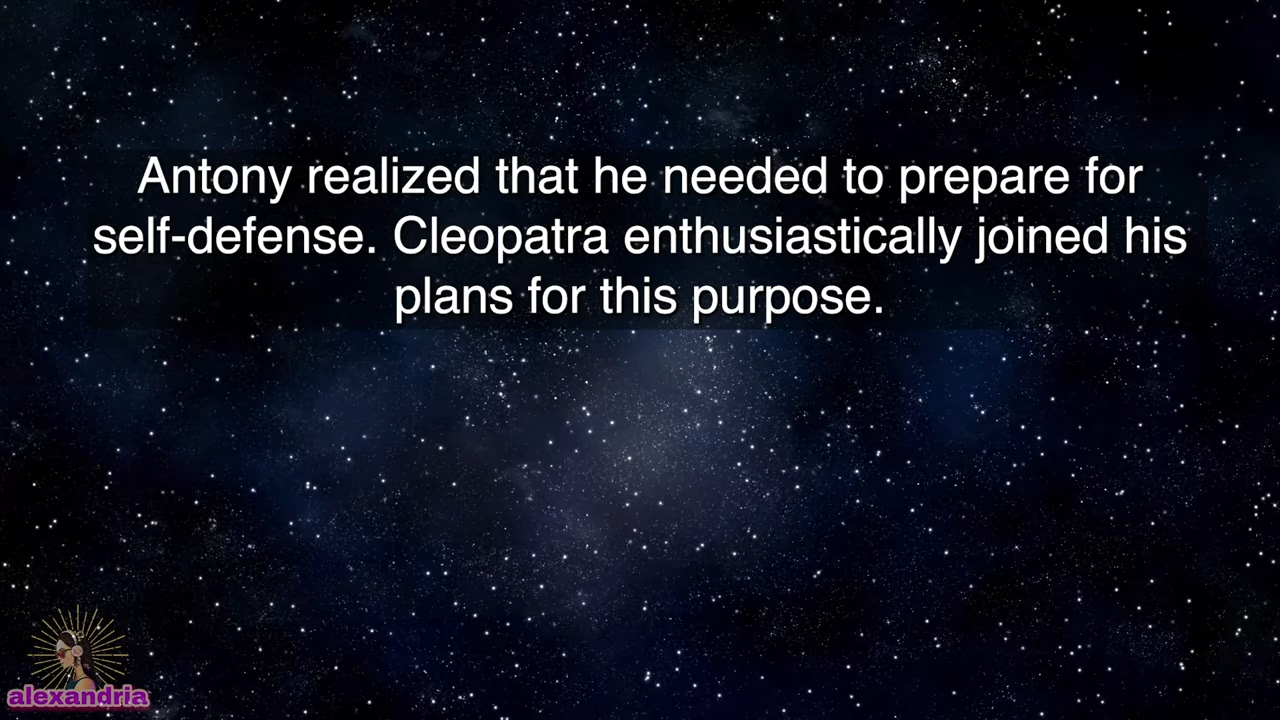 Antony realized that he needed to prepare for
self-defense. Cleopatra enthusiastically joined his
plans for this purpose.
alexandria